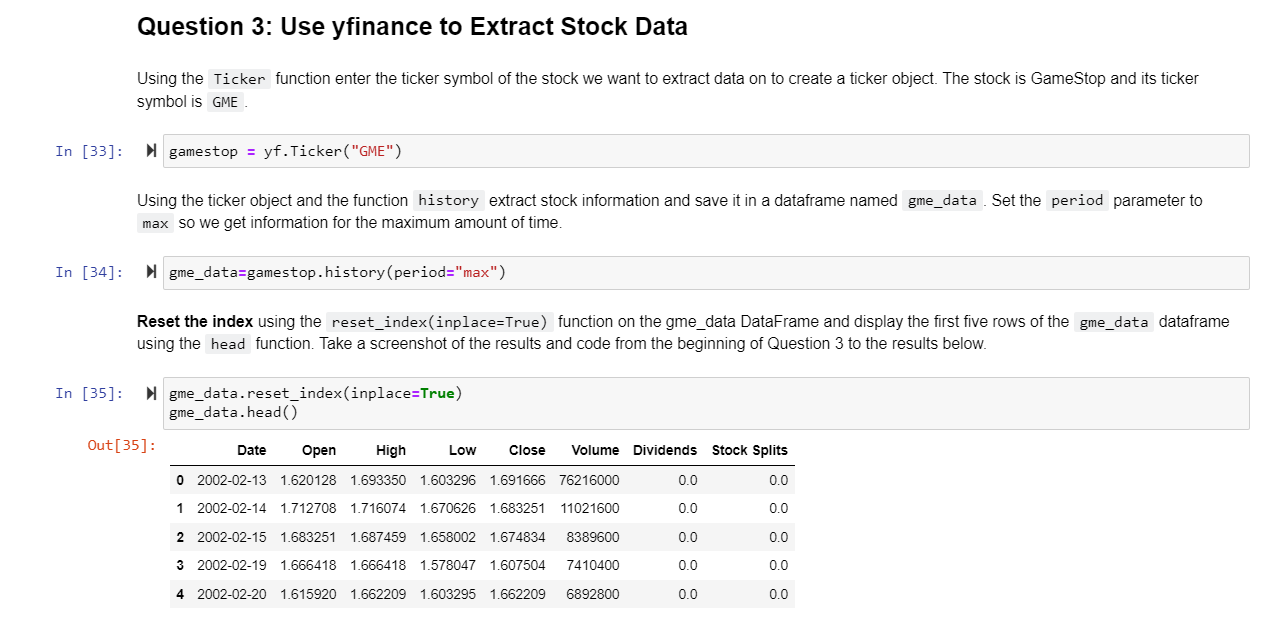 Question 3: Use yfinance to Extract Stock Data
Using the Ticker function enter the ticker symbol of the stock we want to extract data on to create a ticker object. The stock is GameStop and its ticker
symbol is GME .
In [33]: gamestop = yf.Ticker("GME")
Using the ticker object and the function history extract stock information and save it in a dataframe named gme_data . Set the period parameter to
max so we get information for the maximum amount of time.
In [34]: gme_data=gamestop.history(period="max")
Reset the index using the reset_index(inplace=True) function on the gme_data DataFrame and display the first five rows of the gme_data dataframe
using the head function. Take a screenshot of the results and code from the beginning of Question 3 to the results below.
In [35]: gme_data.reset_index(inplace=True)
gme_data.head()
Out[35]:
Date Open High Low Close Volume Dividends Stock Splits
0 2002-02-13 1.620128 1.693350 1.603296 1.691666 76216000 0.0 0.0
1 2002-02-14 1.712708 1.716074 1.670626 1.683251 11021600 0.0 0.0
2 2002-02-15 1.683251 1.687459 1.658002 1.674834 8389600 0.0 0.0
3 2002-02-19 1.666418 1.666418 1.578047 1.607504 7410400 0.0 0.0
4 2002-02-20 1.615920 1.662209 1.603295 1.662209 6892800 0.0 0.0